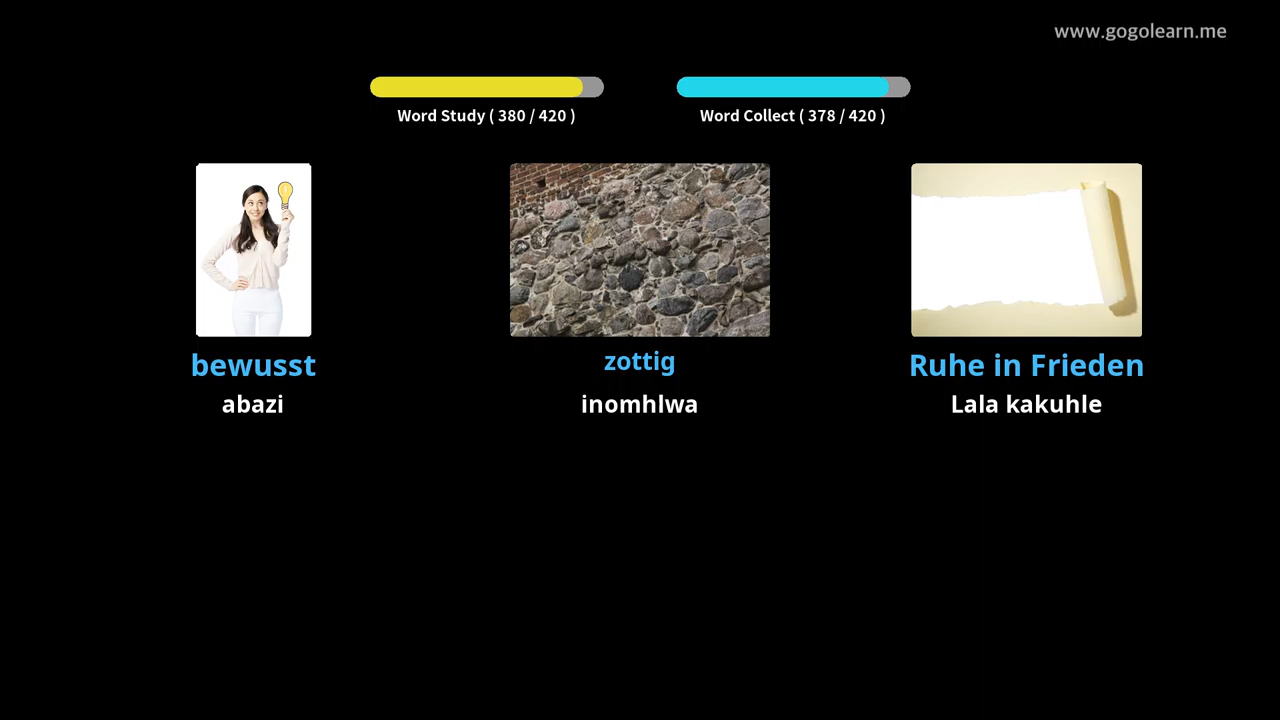 www.gogolearn.me
Word Study ( 380 / 420 )
Word Collect ( 378 / 420 )
bewusst
zottig
Ruhe in Frieden
abazi
inomhlwa
Lala kakuhle